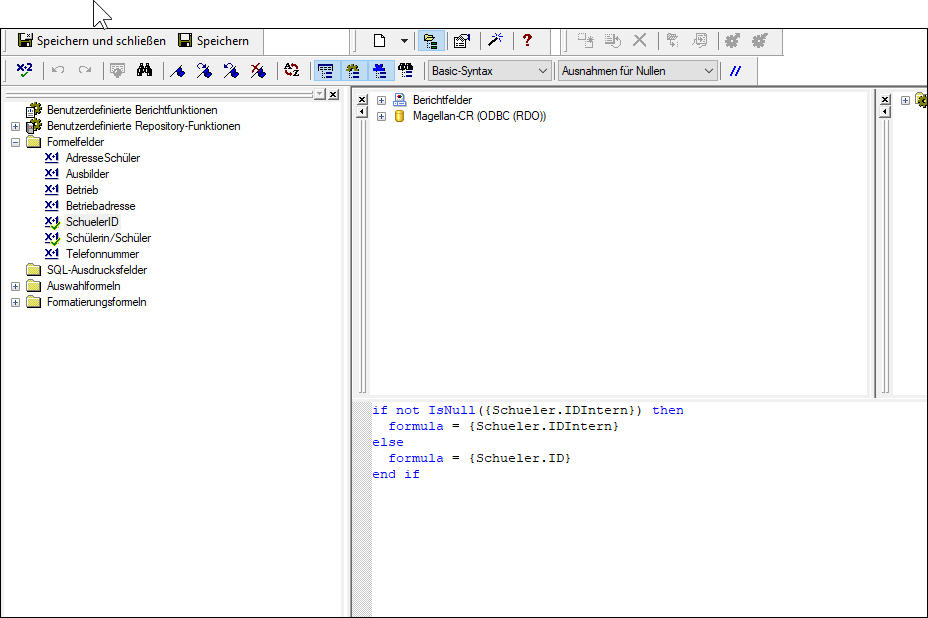 Speichern und schließen Speichern
Basic-Syntax Ausnahmen für Nullen //
Benutzerdefinierte Berichtfunktionen
Benutzerdefinierte Repository-Funktionen
Formelfelder
AdresseSchüler
Ausbilder
Betrieb
Betriebadresse
SchuelerID
Schülerin/Schüler
Telefonnummer
SQL-Ausdrucksfelder
Auswahlformeln
Formatierungsformeln
Berichtfelder
Magellan-CR (ODBC (RDO))
if not IsNull({Schueler.IDIntern}) then
formula = {Schueler.IDIntern}
else
formula = {Schueler.ID}
end if